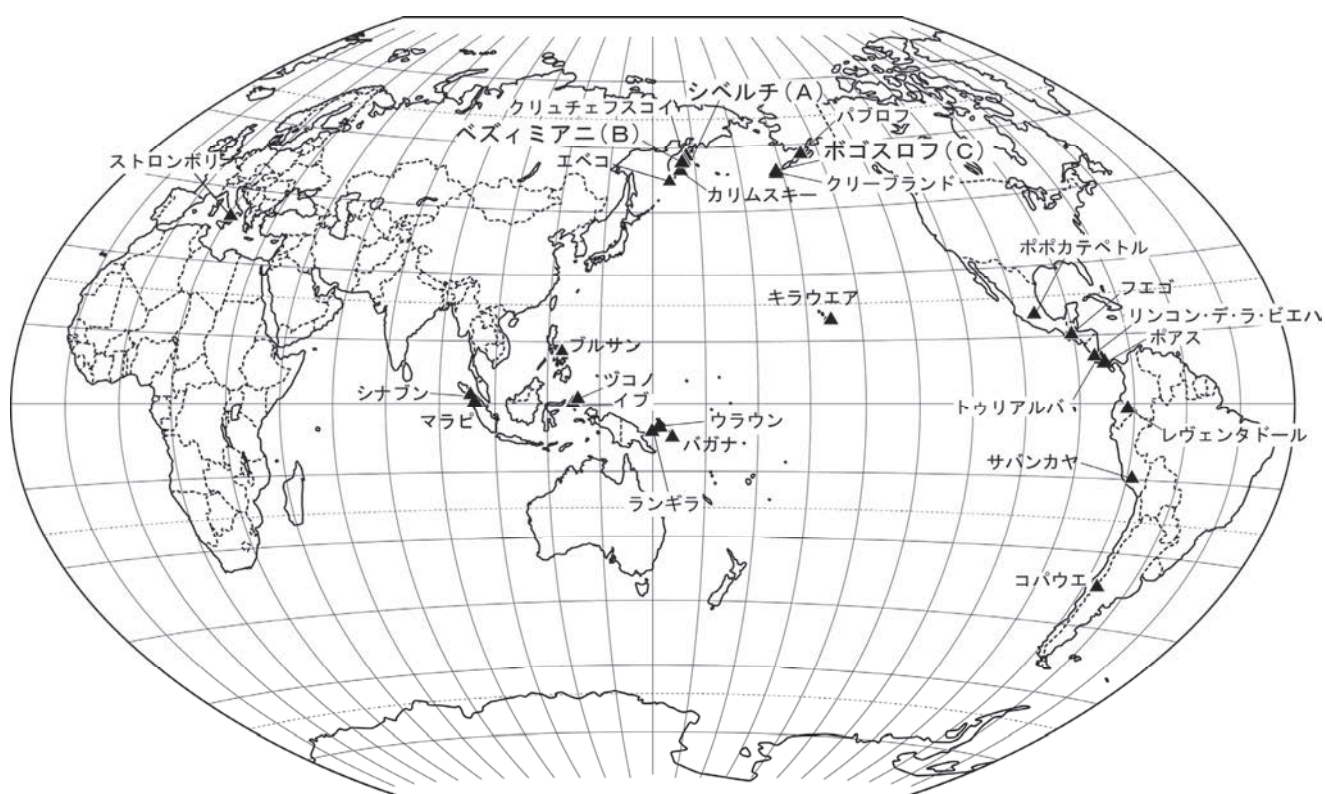 シベルチ(A)
クリュチェフスコイ
パブロフ
ベズィミアニ(B)
ボゴスロフ(C)
ストロンボリ
エベコ
クリーブランド
カリムスキー
ポポカテペトル
フエゴ
キラウエア
リンコン・デ・ラ・ビエハ
ポアス
ブルサン
シナブン
ヅコノ
イブ
トゥリアルバ
マラピ
ウラウン
レヴェンタドール
バガナ
サバンカヤ
ランギラ
コパウエ